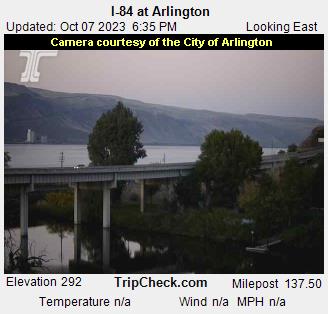 I-84 at Arlington
Updated: Oct 07 2023 6:35 PM Looking East
Camera courtesy of the City of Arlington
Elevation 292 TripCheck.com Milepost 137.50
Temperature n/a Wind n/a MPH n/a